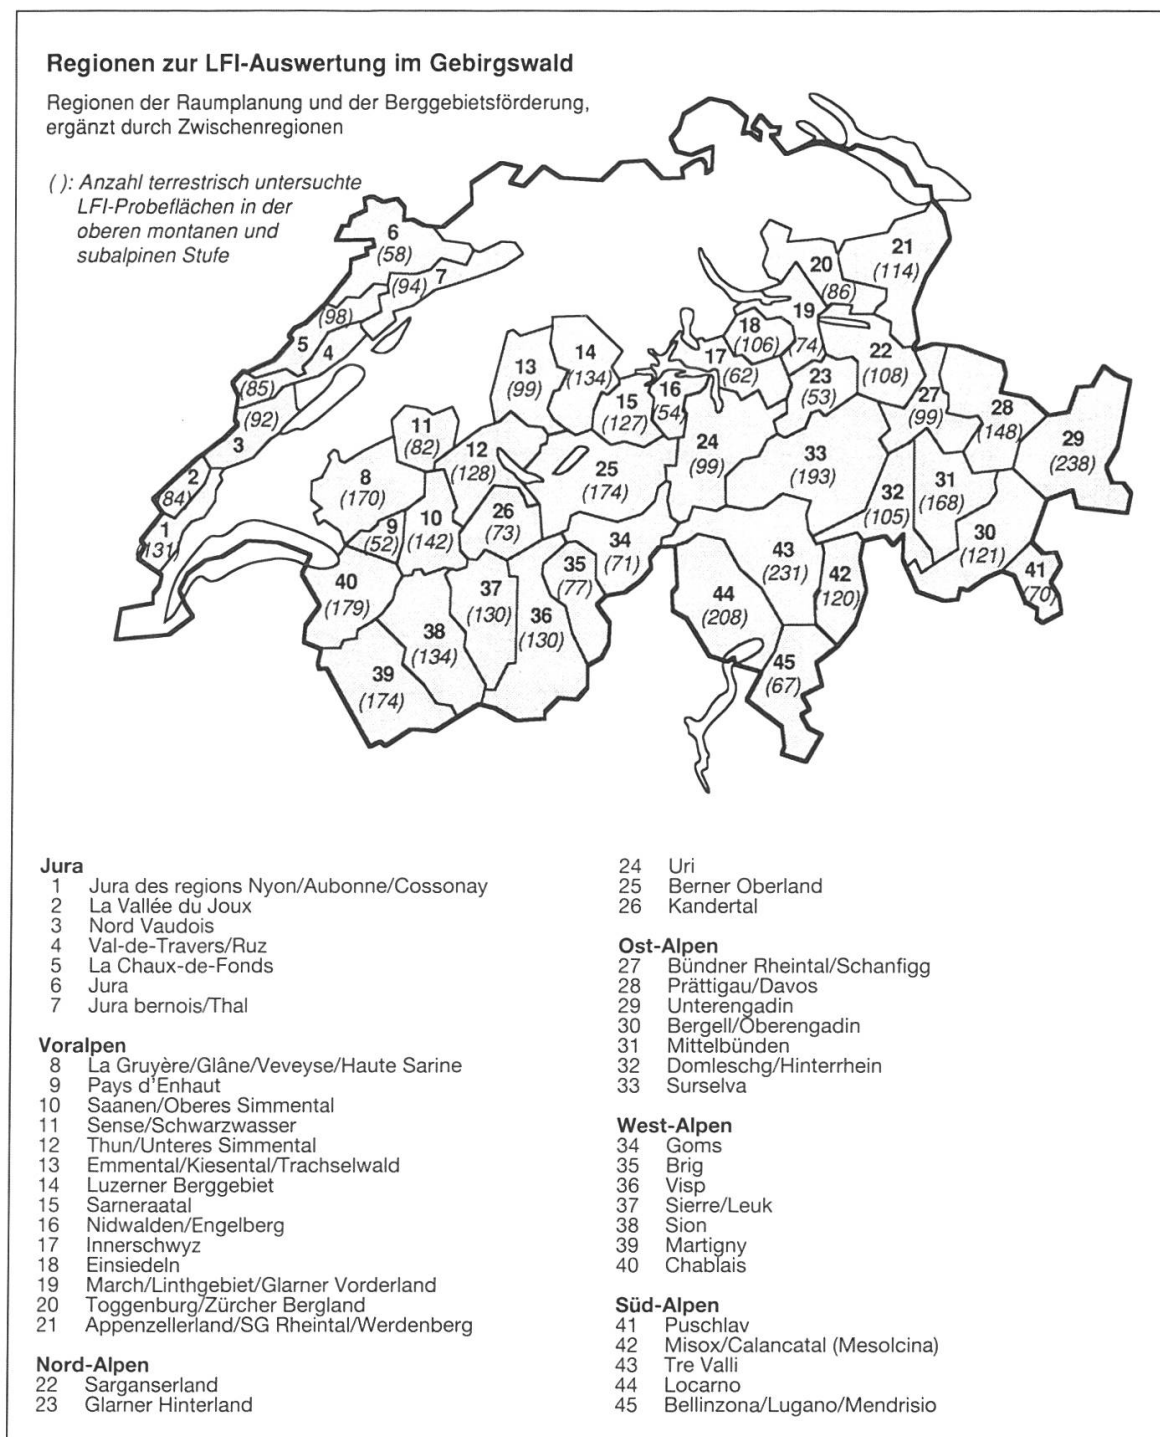 Regionen zur LFI-Auswertung im Gebirgswald
Regionen der Raumplanung und der Berggebietsförderung,
ergänzt durch Zwischenregionen
( ): Anzahl terrestrisch untersuchte
LFI-Probeflächen in der
oberen montanen und
subalpinen Stufe
6
(58)
7
(94)
(98)
5
4
(85)
(92)
3
2
(84)
1
(131)
21
(114)
20
(86)
19
(74)
18
(106)
17
(62)
16
(54)
15
(127)
14
(134)
13
(99)
12
(128)
11
(82)
8
(170)
9
(52)
10
(142)
22
(108)
23
(53)
24
(99)
25
(174)
26
(73)
27
(99)
28
(148)
29
(238)
30
(121)
31
(168)
32
(105)
33
(193)
34
(71)
35
(77)
36
(130)
37
(130)
38
(134)
39
(174)
40
(179)
41
(70)
42
(120)
43
(231)
44
(208)
45
(67)
Jura
1 Jura des regions Nyon/Aubonne/Cossonay
2 La Vallée du Joux
3 Nord Vaudois
4 Val-de-Travers/Ruz
5 La Chaux-de-Fonds
6 Jura
7 Jura bernois/Thal
Voralpen
8 La Gruyère/Glâne/Veveyse/Haute Sarine
9 Pays d'Enhaut
10 Saanen/Oberes Simmental
11 Sense/Schwarzwasser
12 Thun/Unteres Simmental
13 Emmental/Kiesental/Trachselwald
14 Luzerner Berggebiet
15 Sarneraatal
16 Nidwalden/Engelberg
17 Innerschwyz
18 Einsiedeln
19 March/Linthgebiet/Glarner Vorderland
20 Toggenburg/Zürcher Bergland
21 Appenzellerland/SG Rheintal/Werdenberg
Nord-Alpen
22 Sarganserland
23 Glarner Hinterland
24 Uri
25 Berner Oberland
26 Kandertal
Ost-Alpen
27 Bündner Rheintal/Schanfigg
28 Prättigau/Davos
29 Unterengadin
30 Bergell/Oberengadin
31 Mittelbünden
32 Domleschg/Hinterrhein
33 Surselva
West-Alpen
34 Goms
35 Brig
36 Visp
37 Sierre/Leuk
38 Sion
39 Martigny
40 Chablais
Süd-Alpen
41 Puschlav
42 Misox/Calancatal (Mesolcina)
43 Tre Valli
44 Locarno
45 Bellinzona/Lugano/Mendrisio